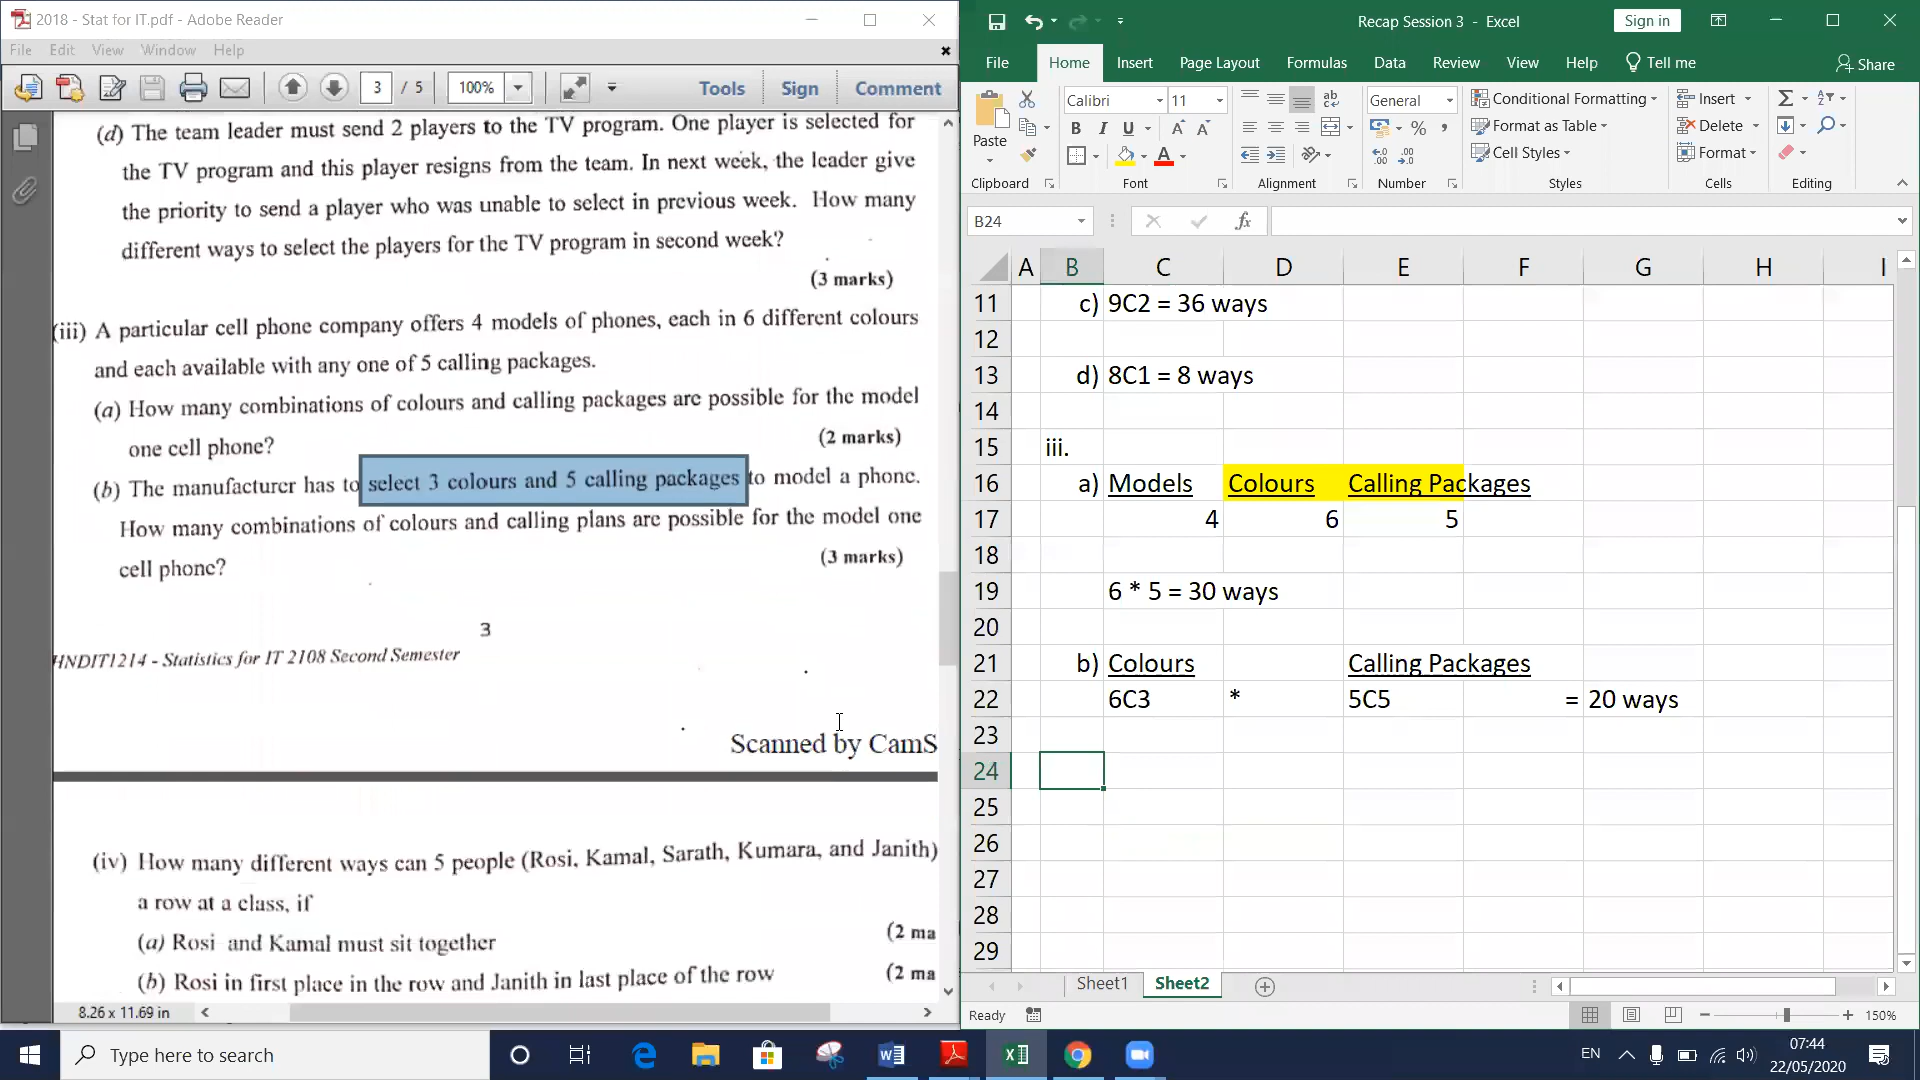 2018 - Stat for IT.pdf - Adobe Reader
File Edit View Window Help
3 / 5 100% Tools Sign Comment
(d) The team leader must send 2 players to the TV program. One player is selected for
the TV program and this player resigns from the team. In next week, the leader give
the priority to send a player who was unable to select in previous week. How many
different ways to select the players for the TV program in second week?
(3 marks)
(iii) A particular cell phone company offers 4 models of phones, each in 6 different colours
and each available with any one of 5 calling packages.
(a) How many combinations of colours and calling packages are possible for the model
one cell phone?
(2 marks)
(b) The manufacturer has to select 3 colours and 5 calling packages to model a phone.
How many combinations of colours and calling plans are possible for the model one
cell phone?
(3 marks)
3
HNDIT1214 - Statistics for IT 2108 Second Semester
Scanned by CamS
(iv) How many different ways can 5 people (Rosi, Kamal, Sarath, Kumara, and Janith)
a row at a class, if
(a) Rosi and Kamal must sit together (2 ma
(b) Rosi in first place in the row and Janith in last place of the row (2 ma
8.26 x 11.69 in
Recap Session 3 - Excel
Sign in
File Home Insert Page Layout Formulas Data Review View Help Tell me Share
Paste
Calibri 11
B I U A A
ab
General
% ,
Conditional Formatting
Format as Table
Cell Styles
Insert
Delete
Format
Clipboard Font Alignment Number Styles Cells Editing
B24 fx
A B C D E F G H I
11 c) 9C2 = 36 ways
12
13 d) 8C1 = 8 ways
14
15 iii.
16 a) Models Colours Calling Packages
17 4 6 5
18
19 6 * 5 = 30 ways
20
21 b) Colours Calling Packages
22 6C3 * 5C5 = 20 ways
23
24
25
26
27
28
29
Sheet1 Sheet2
Ready 150%
Type here to search
EN 07:44
22/05/2020